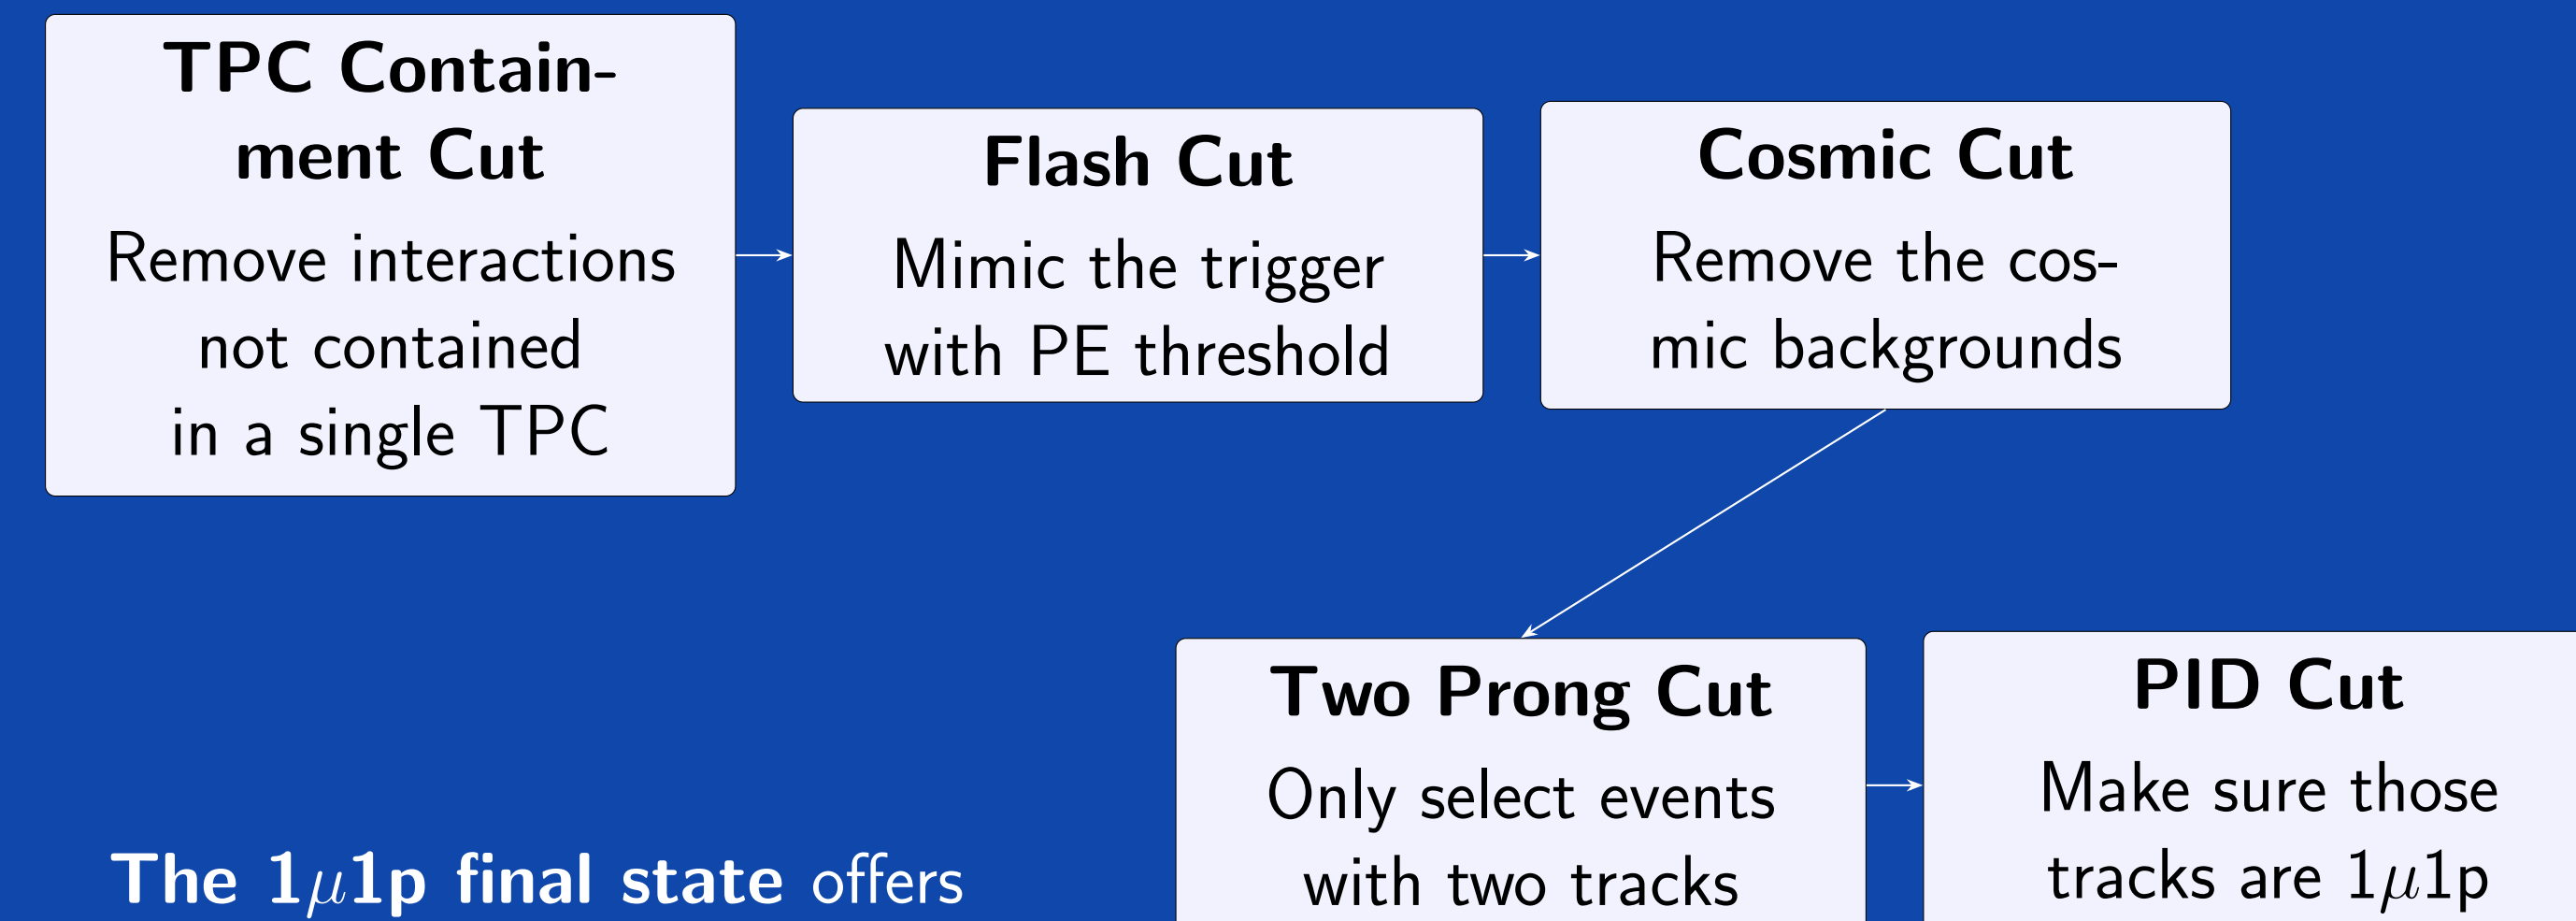 TPC Contain-
ment Cut
Remove interactions
not contained
in a single TPC
Flash Cut
Mimic the trigger
with PE threshold
Cosmic Cut
Remove the cos-
mic backgrounds
Two Prong Cut
Only select events
with two tracks
PID Cut
Make sure those
tracks are 1μ1p
The 1μ1p final state offers